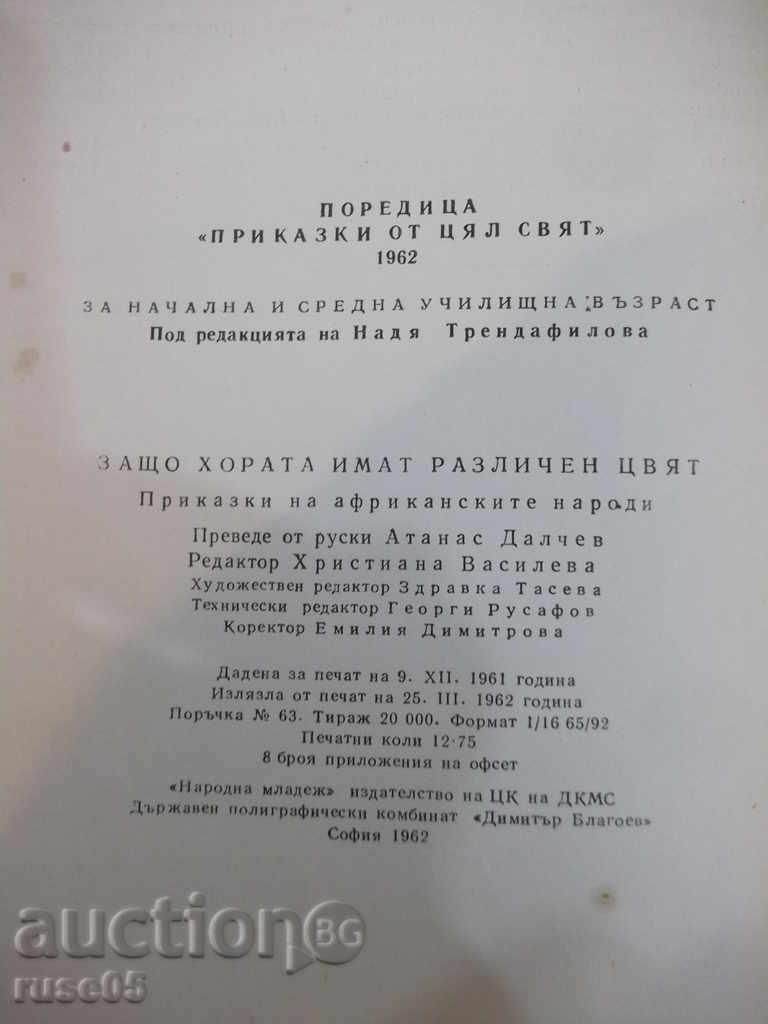 ПОРЕДИЦА
«ПРИКАЗКИ ОТ ЦЯЛ СВЯТ»
1962
ЗА НАЧАЛНА И СРЕДНА УЧИЛИЩНА ВЪЗРАСТ
Под редакцията на Надя Трендафилова
ЗАЩО ХОРАТА ИМАТ РАЗЛИЧЕН ЦВЯТ
Приказки на африканските народи
Преведе от руски Атанас Далчев
Редактор Христиана Василева
Художествен редактор Здравка Тасева
Технически редактор Георги Русафов
Коректор Емилия Димитрова
Дадена за печат на 9. XII. 1961 година
Излязла от печат на 25. III. 1962 година
Поръчка № 63. Тираж 20 000. Формат 1/16 65/92
Печатни коли 12·75
8 броя приложения на офсет
«Народна младеж» издателство на ЦК на ДКМС
Държавен полиграфически комбинат «Димитър Благоев»
София 1962
auction BG
ruse05